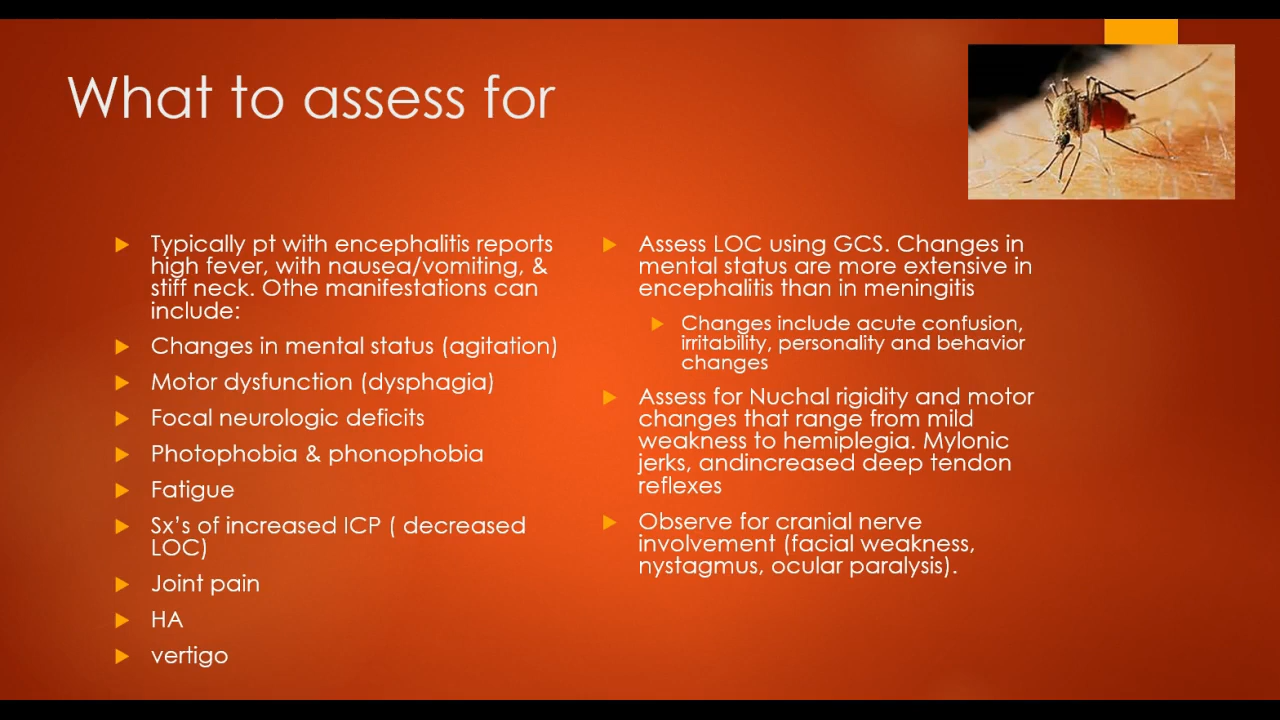 What to assess for
Typically pt with encephalitis reports
high fever, with nausea/vomiting, &
stiff neck. Othe manifestations can
include:
Changes in mental status (agitation)
Motor dysfunction (dysphagia)
Focal neurologic deficits
Photophobia & phonophobia
Fatigue
Sx's of increased ICP ( decreased
LOC)
Joint pain
HA
vertigo
Assess LOC using GCS. Changes in
mental status are more extensive in
encephalitis than in meningitis
Changes include acute confusion,
irritability, personality and behavior
changes
Assess for Nuchal rigidity and motor
changes that range from mild
weakness to hemiplegia. Mylonic
jerks, andincreased deep tendon
reflexes
Observe for cranial nerve
involvement (facial weakness,
nystagmus, ocular paralysis).